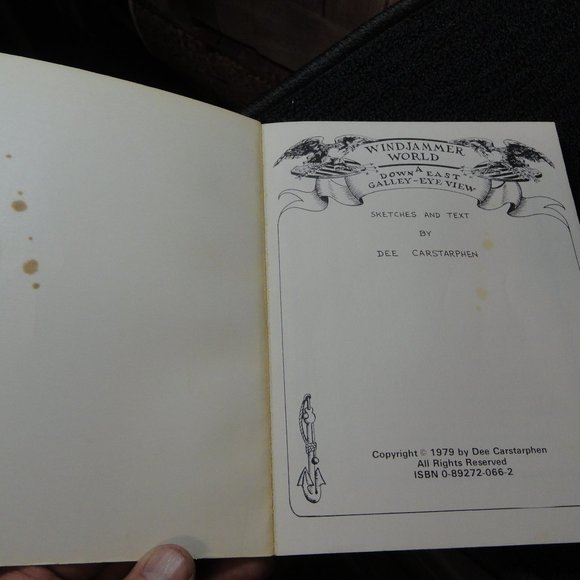 WINDJAMMER
WORLD
A
DOWN EAST
GALLEY-EYE VIEW
SKETCHES AND TEXT
BY
DEE CARSTARPHEN
Copyright © 1979 by Dee Carstarphen
All Rights Reserved
ISBN 0-89272-066-2